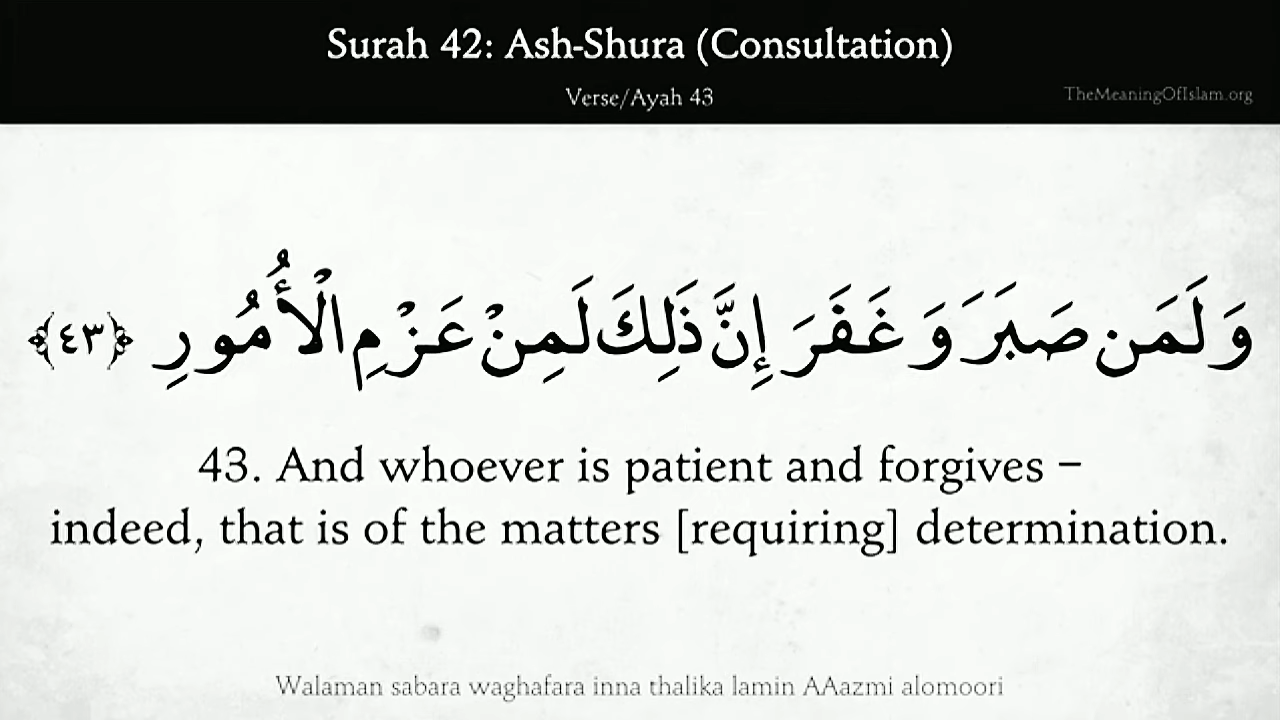 Surah 42: Ash-Shura (Consultation)
Verse/Ayah 43
TheMeaningOfIslam.org
وَلَمَن صَبَرَ وَغَفَرَ إِنَّ ذَلِكَ لَمِنْ عَزْمِ الْأُمُورِ ﴿٤٣﴾
43. And whoever is patient and forgives –
indeed, that is of the matters [requiring] determination.
Walaman sabara waghafara inna thalika lamin AAazmi alomoori